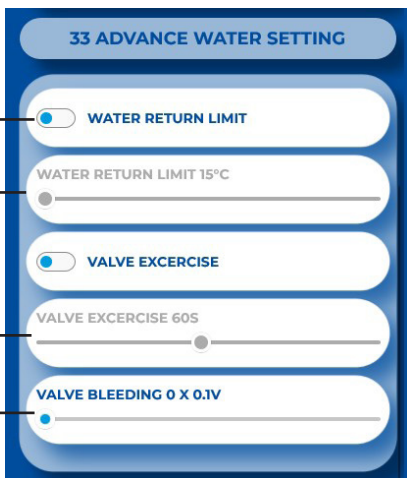 33 ADVANCE WATER SETTING
WATER RETURN LIMIT
WATER RETURN LIMIT 15°C
VALVE EXCERCISE
VALVE EXCERCISE 60S
VALVE BLEEDING 0 X 0.1V